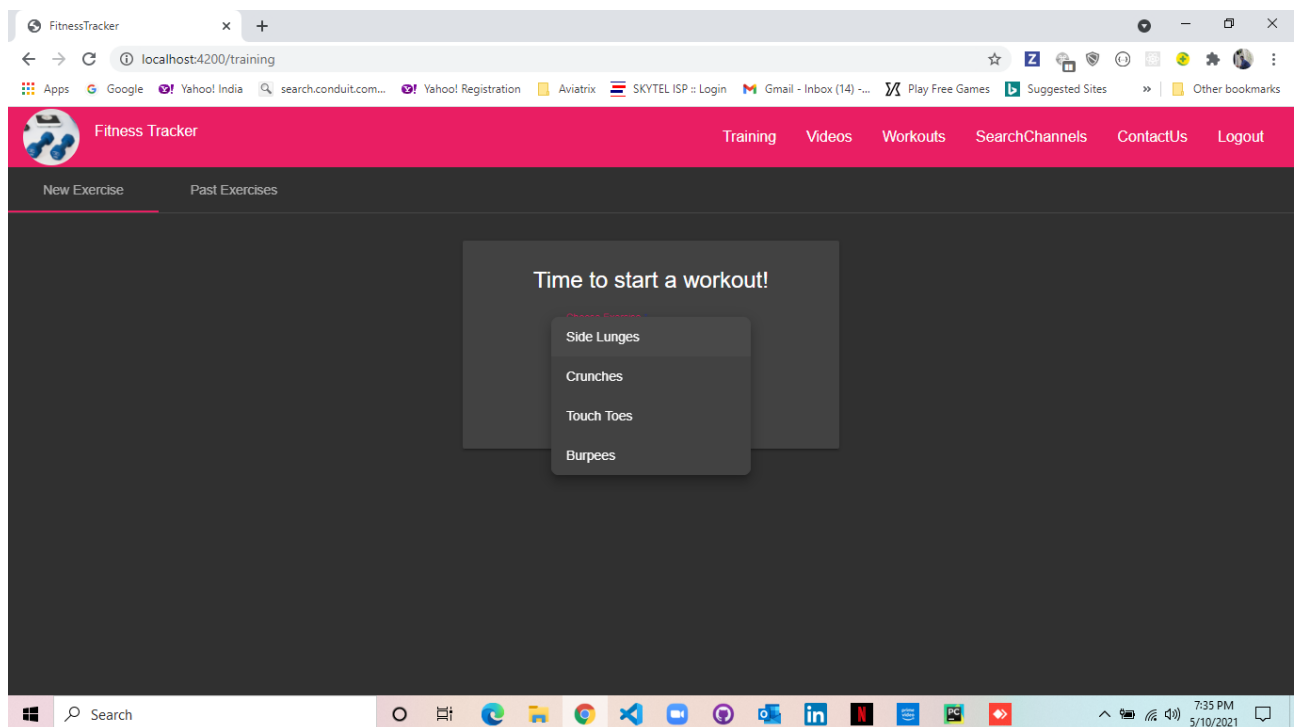 FitnessTracker
localhost:4200/training
Apps Google Yahoo! India search.conduit.com... Yahoo! Registration Aviatrix SKYTEL ISP :: Login Gmail - Inbox (14) -... Play Free Games Suggested Sites » Other bookmarks
Fitness Tracker Training Videos Workouts SearchChannels ContactUs Logout
New Exercise Past Exercises
Time to start a workout!
Side Lunges
Crunches
Touch Toes
Burpees
Search
7:35 PM
5/10/2021